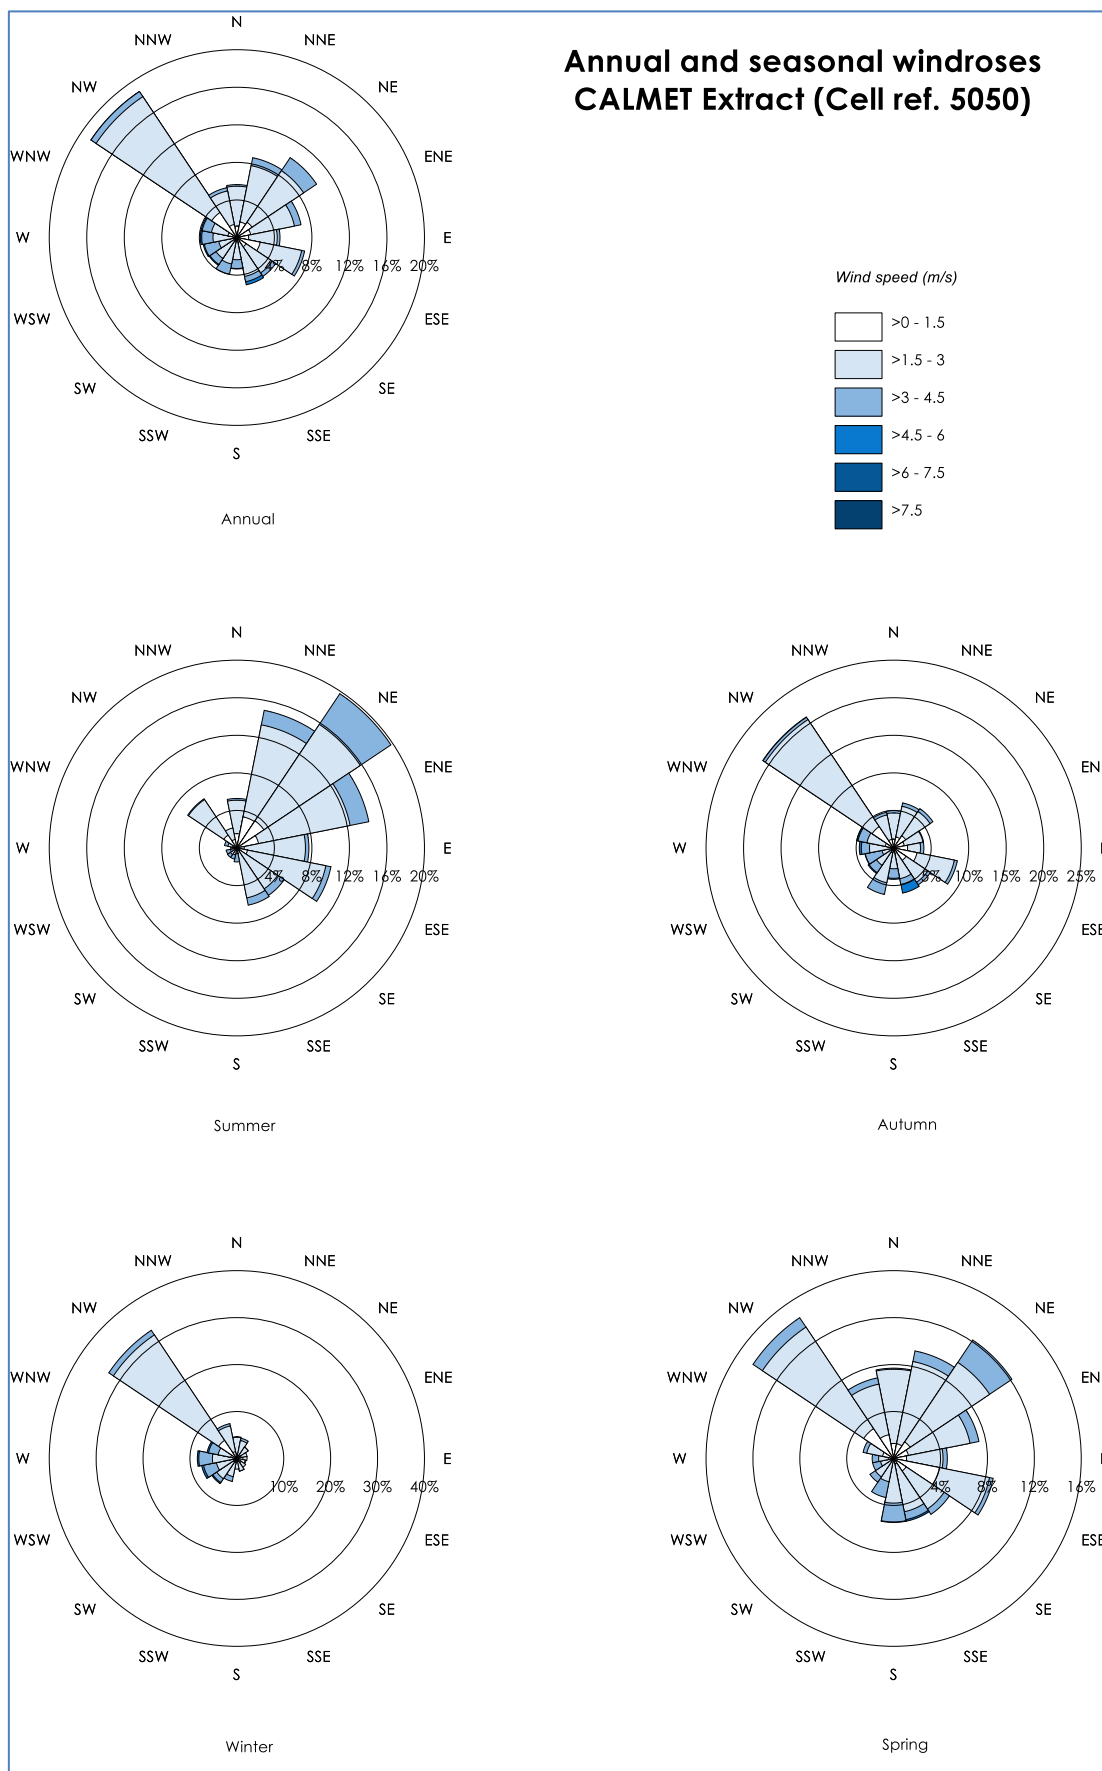 Annual and seasonal windroses
CALMET Extract (Cell ref. 5050)
N
NNW NNE
NW NE
WNW ENE
W E
4% 8% 12% 16% 20%
WSW ESE
SW SE
SSW SSE
S
Annual
Wind speed (m/s)
>0 - 1.5
>1.5 - 3
>3 - 4.5
>4.5 - 6
>6 - 7.5
>7.5
N
NNW NNE
NW NE
WNW ENE
W E
4% 8% 12% 16% 20%
WSW ESE
SW SE
SSW SSE
S
Summer
N
NNW NNE
NW NE
WNW EN
W
5% 10% 15% 20% 25%
WSW ESE
SW SE
SSW SSE
S
Autumn
N
NNW NNE
NW NE
WNW ENE
W E
10% 20% 30% 40%
WSW ESE
SW SE
SSW SSE
S
Winter
N
NNW NNE
NW NE
WNW EN
W
4% 8% 12% 16%
WSW ESE
SW SE
SSW SSE
S
Spring